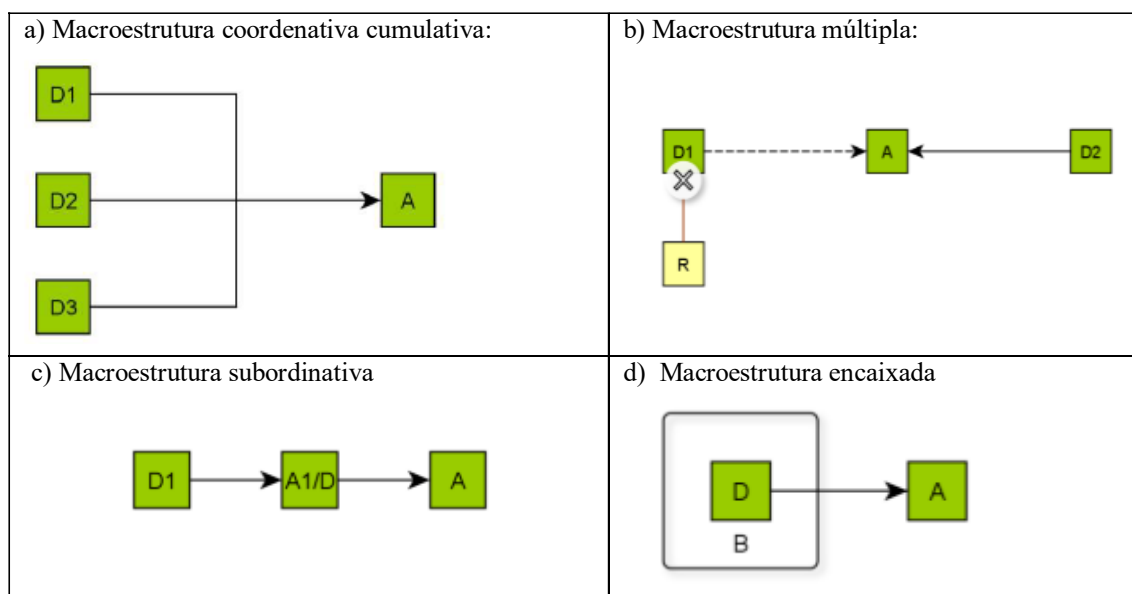 a) Macroestrutura coordenativa cumulativa:
D1
D2
A
D3
b) Macroestrutura múltipla:
D1
A
D2
R
c) Macroestrutura subordinativa
D1
A1/D
A
d) Macroestrutura encaixada
D
A
B